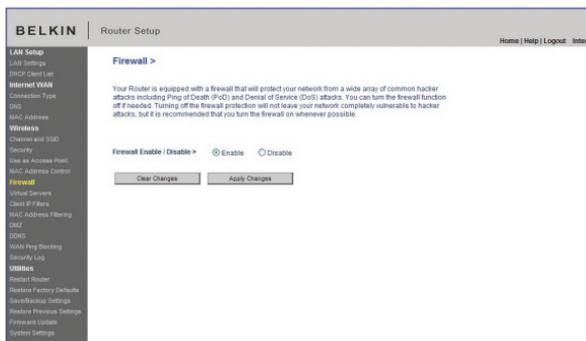 BELKIN
Router Setup
Home | Help | Logout Inte
LAN Setup
LAN Settings
DHCP Client List
Internet WAN
Connection Type
DNS
MAC Address
Wireless
Channel and SSID
Security
Use as Access Point
MAC Address Control
Firewall
Virtual Servers
Client IP Filters
MAC Address Filtering
DMZ
DDNS
WAN Ping Blocking
Security Log
Utilities
Restart Router
Restore Factory Defaults
Save/Backup Settings
Restore Previous Settings
Firmware Update
System Settings
Firewall >
Your Router is equipped with a firewall that will protect your network from a wide array of common hacker
attacks including Ping of Death (PoD) and Denial of Service (DoS) attacks. You can turn the firewall function
off if needed. Turning off the firewall protection will not leave your network completely vulnerable to hacker
attacks, but it is recommended that you turn the firewall on whenever possible.
Firewall Enable / Disable > Enable Disable
Clear Changes Apply Changes